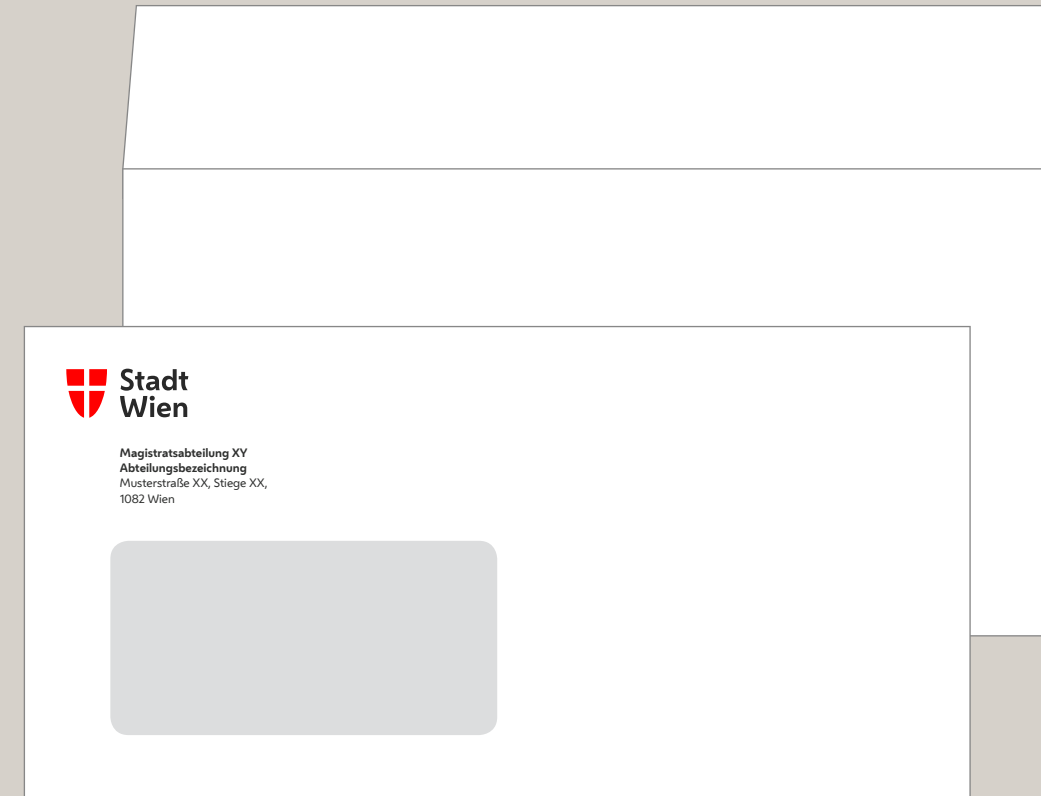 Stadt
Wien
Magistratsabteilung XY
Abteilungsbezeichnung
Musterstraße XX, Stiege XX,
1082 Wien